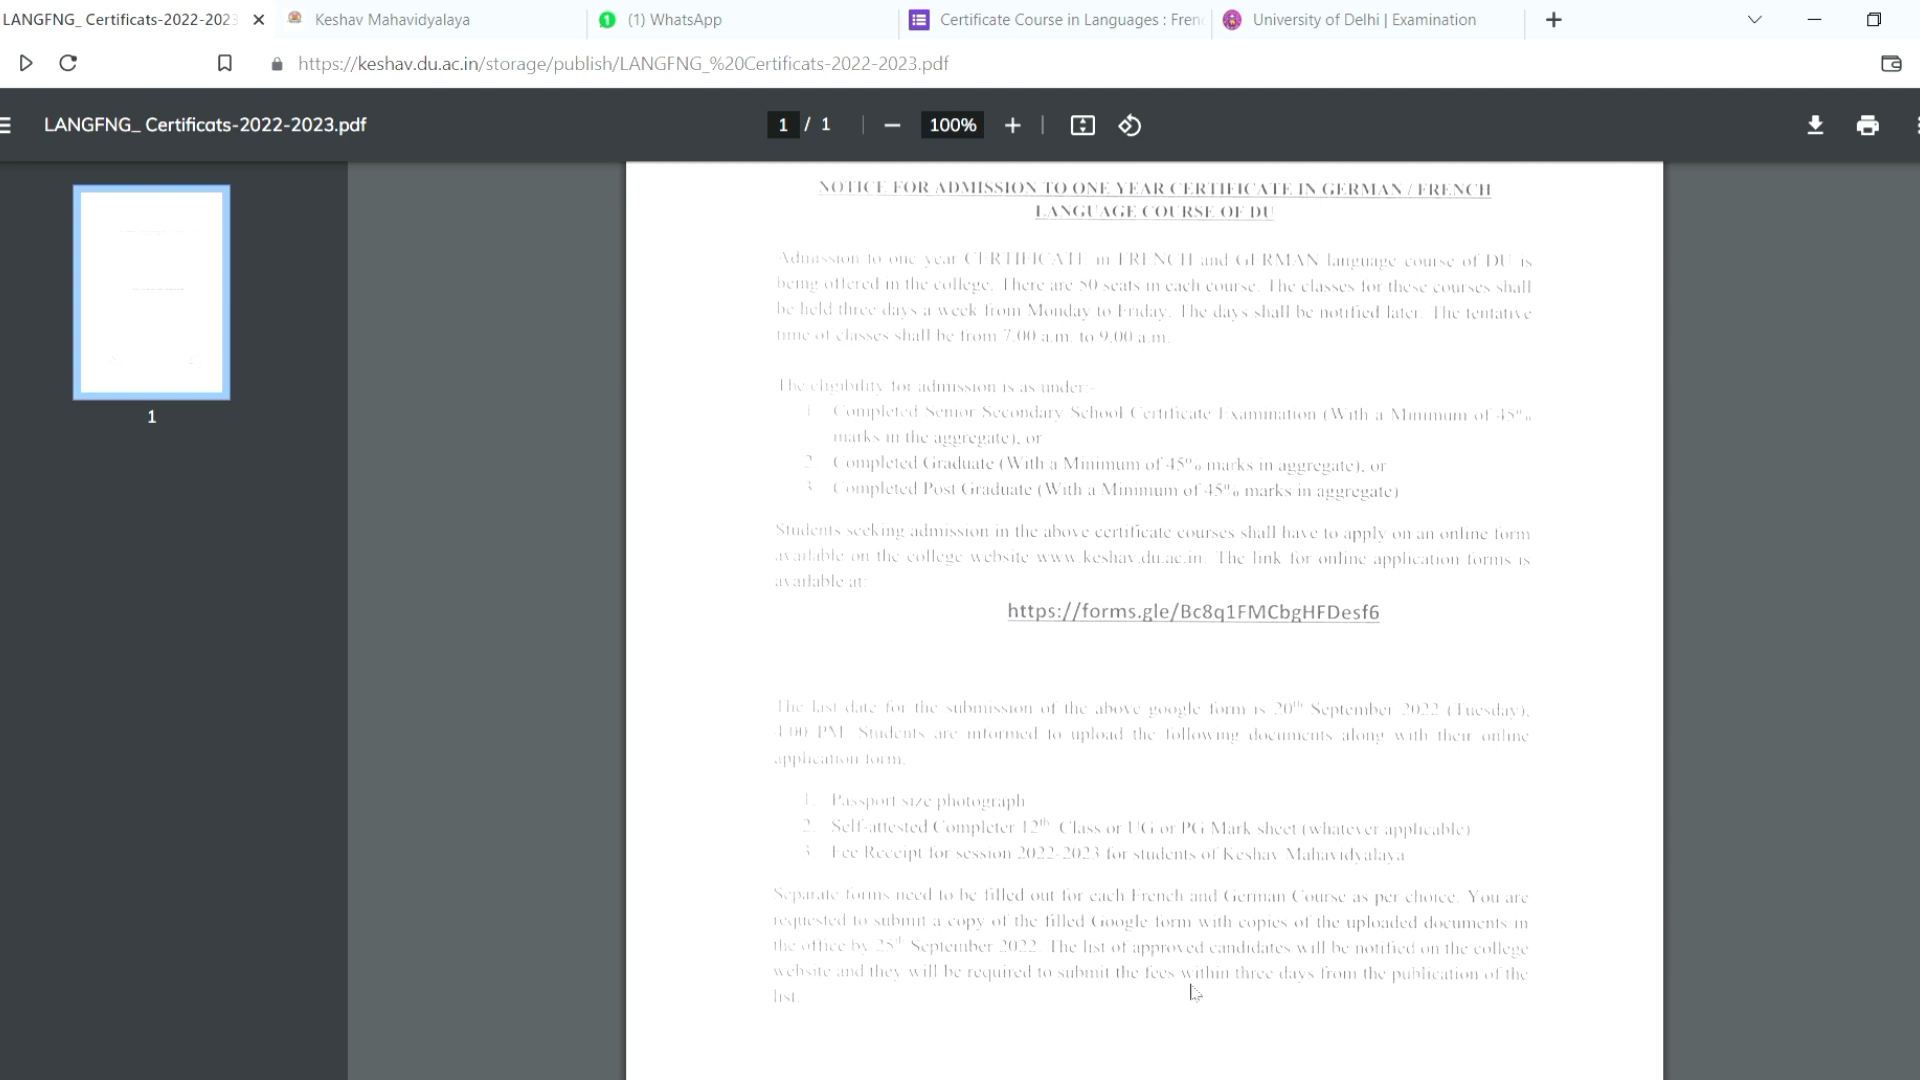 LANGFNG_ Certificats-2022-202
Keshav Mahavidyalaya
(1) WhatsApp
Certificate Course in Languages : Fren
University of Delhi | Examination
https://keshav.du.ac.in/storage/publish/LANGFNG_%20Certificats-2022-2023.pdf
LANGFNG_ Certificats-2022-2023.pdf
1 / 1
100%
1
NOTICE FOR ADMISSION TO ONE YEAR CERTIFICATE IN GERMAN / FRENCH
LANGUAGE COURSE OF DU
Admission to one year CERTIFICATE in FRENCH and GERMAN language course of DU is
being offered in the college. There are 50 seats in each course. The classes for these courses shall
be held three days a week from Monday to Friday. The days shall be notified later. The tentative
time of classes shall be from 7.00 a.m. to 9.00 a.m.
The eligibility for admission is as under:-
1. Completed Senior Secondary School Certificate Examination (With a Minimum of 45%
marks in the aggregate), or
2. Completed Graduate (With a Minimum of 45% marks in aggregate), or
3. Completed Post Graduate (With a Minimum of 45% marks in aggregate)
Students seeking admission in the above certificate courses shall have to apply on an online form
available on the college website www.keshav.du.ac.in. The link for online application forms is
available at:
https://forms.gle/Bc8q1FMCbgHFDesf6
The last date for the submission of the above google form is 20th September 2022 (Tuesday),
4.00 PM. Students are informed to upload the following documents along with their online
application form.
1. Passport size photograph
2. Self-attested Completer 12th Class or UG or PG Mark sheet (whatever applicable)
3. Fee Receipt for session 2022-2023 for students of Keshav Mahavidyalaya
Separate forms need to be filled out for each French and German Course as per choice. You are
requested to submit a copy of the filled Google form with copies of the uploaded documents in
the office by 25th September 2022. The list of approved candidates will be notified on the college
website and they will be required to submit the fees within three days from the publication of the
list.